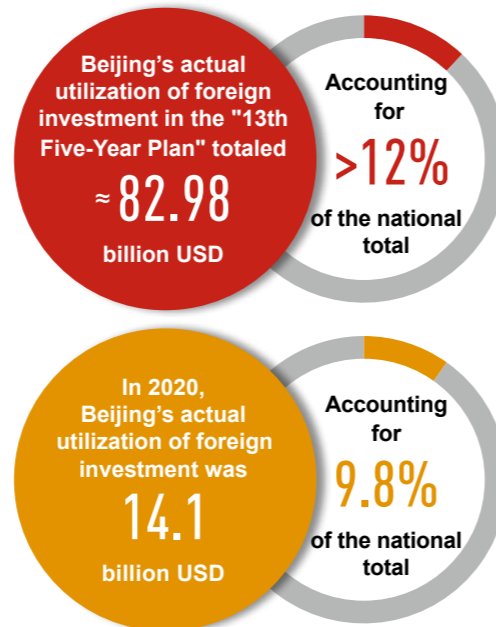 Beijing's actual
utilization of foreign
investment in the "13th
Five-Year Plan" totaled
≈ 82.98
billion USD
Accounting
for
>12%
of the national
total
In 2020,
Beijing's actual
utilization of foreign
investment was
14.1
billion USD
Accounting
for
9.8%
of the national
total